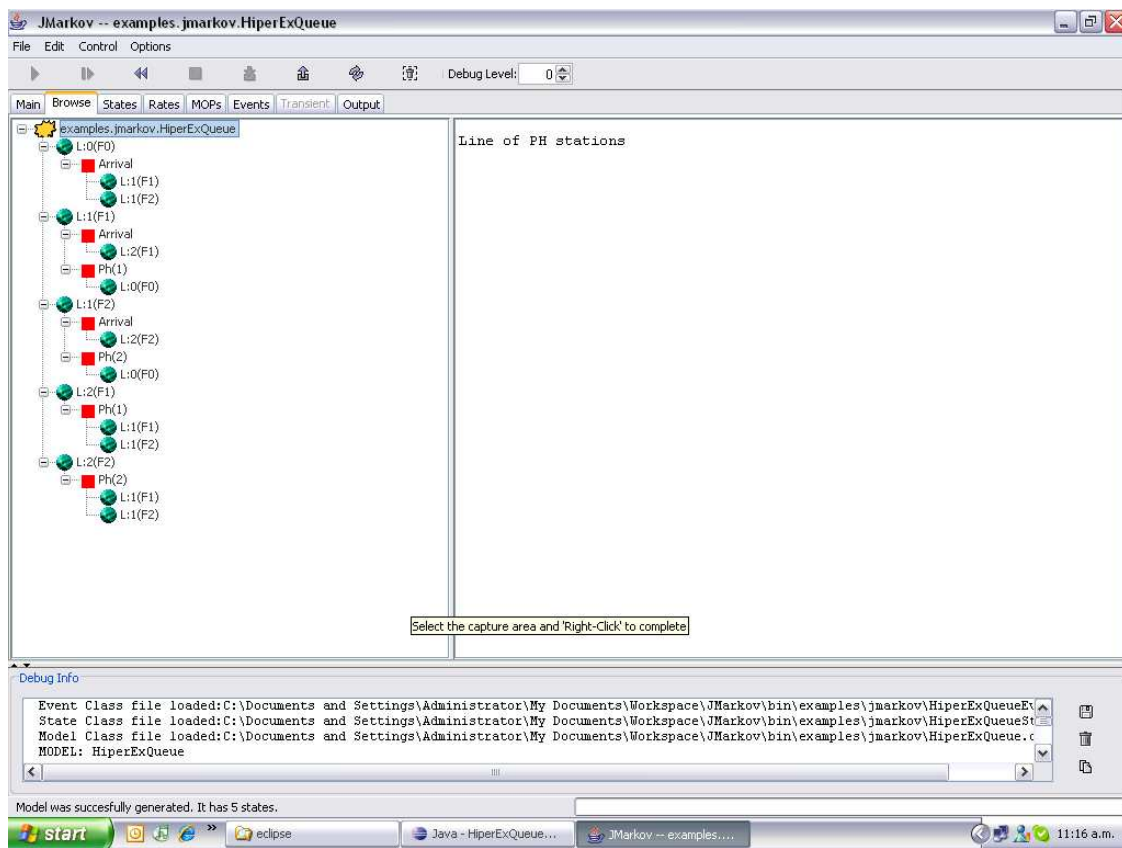 JMarkov -- examples.jmarkov.HiperExQueue
File Edit Control Options
Debug Level: 0
Main Browse States Rates MOPs Events Transient Output
examples.jmarkov.HiperExQueue
L:0(F0)
Arrival
L:1(F1)
L:1(F2)
L:1(F1)
Arrival
L:2(F1)
Ph(1)
L:0(F0)
L:1(F2)
Arrival
L:2(F2)
Ph(2)
L:0(F0)
L:2(F1)
Ph(1)
L:1(F1)
L:1(F2)
L:2(F2)
Ph(2)
L:1(F1)
L:1(F2)
Line of PH stations
Select the capture area and 'Right-Click' to complete
Debug Info
Event Class file loaded:C:\Documents and Settings\Administrator\My Documents\Workspace\JMarkov\bin\examples\jmarkov\HiperExQueueEv
State Class file loaded:C:\Documents and Settings\Administrator\My Documents\Workspace\JMarkov\bin\examples\jmarkov\HiperExQueueSt
Model Class file loaded:C:\Documents and Settings\Administrator\My Documents\Workspace\JMarkov\bin\examples\jmarkov\HiperExQueue.c
MODEL: HiperExQueue
Model was succesfully generated. It has 5 states.
start » eclipse Java - HiperExQueue... JMarkov -- examples.... 11:16 a.m.